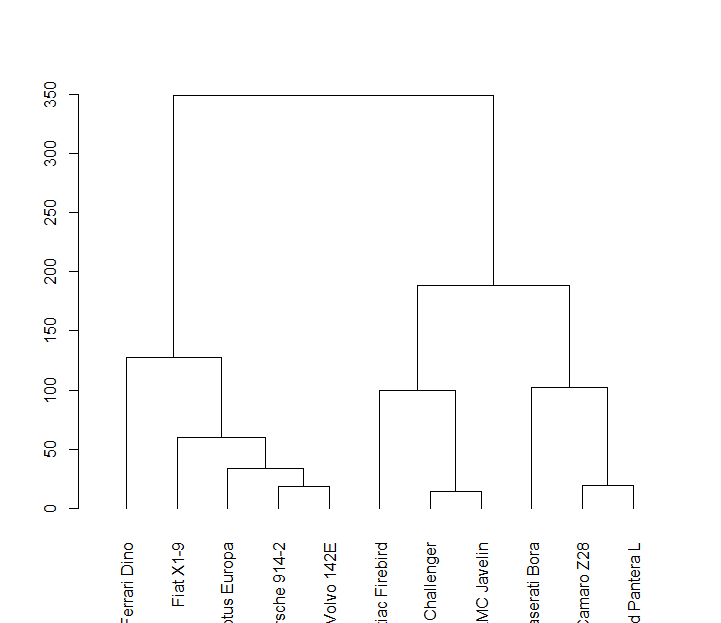 350
300
250
200
150
100
50
0
Ferrari Dino
Fiat X1-9
otus Europa
rsche 914-2
Volvo 142E
iac Firebird
Challenger
MC Javelin
aserati Bora
Camaro Z28
d Pantera L